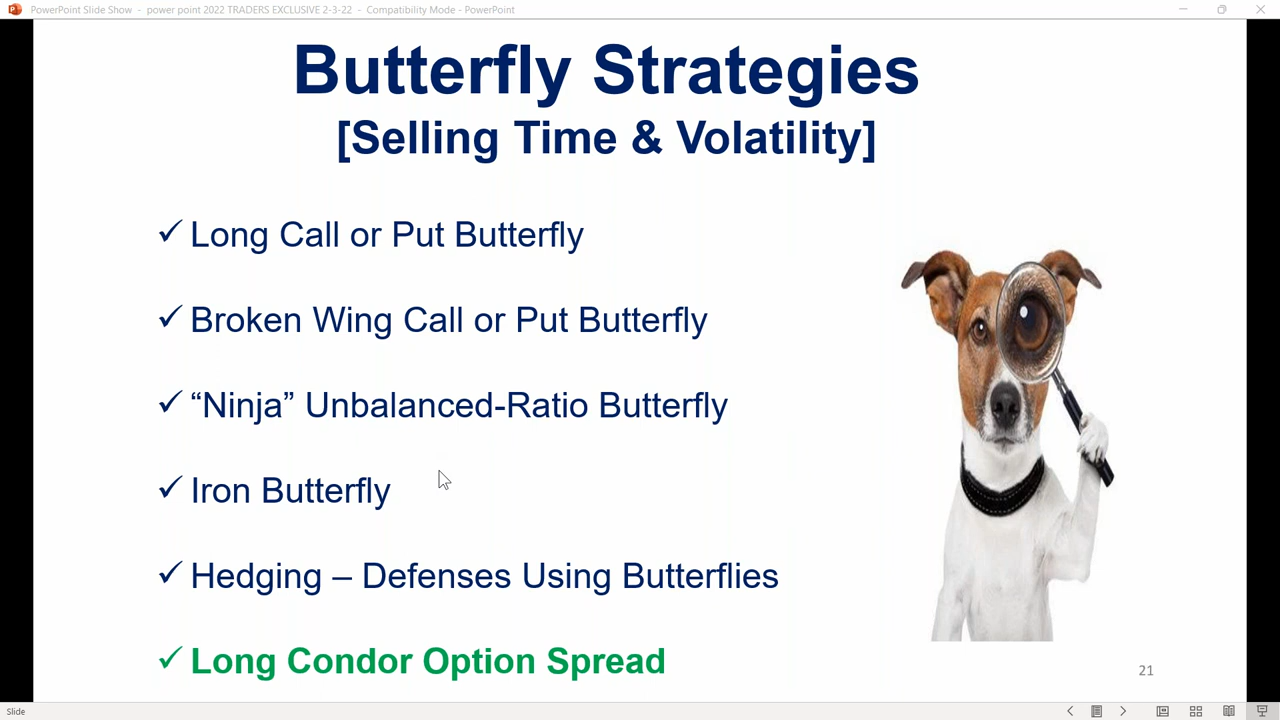 PowerPoint Slide Show - power point 2022 TRADERS EXCLUSIVE 2-3-22 - Compatibility Mode - PowerPoint
Butterfly Strategies
[Selling Time & Volatility]
✓ Long Call or Put Butterfly
✓ Broken Wing Call or Put Butterfly
✓ “Ninja” Unbalanced-Ratio Butterfly
✓ Iron Butterfly
✓ Hedging – Defenses Using Butterflies
✓ Long Condor Option Spread
21
Slide